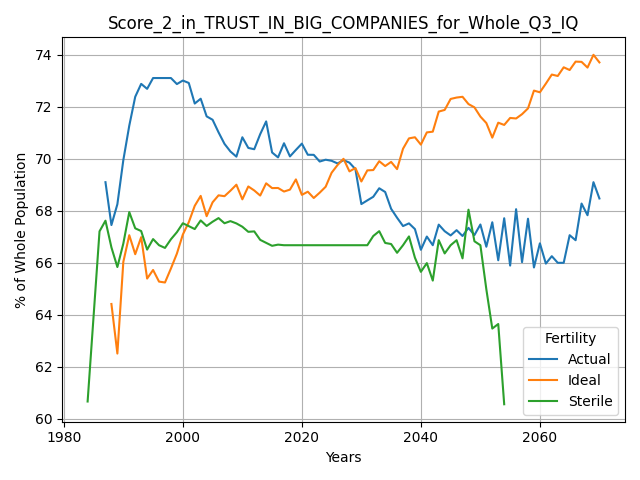 Score_2_in_TRUST_IN_BIG_COMPANIES_for_Whole_Q3_IQ
% of Whole Population
74
72
70
68
66
64
62
60
1980
2000
2020
2040
2060
Years
Fertility
Actual
Ideal
Sterile